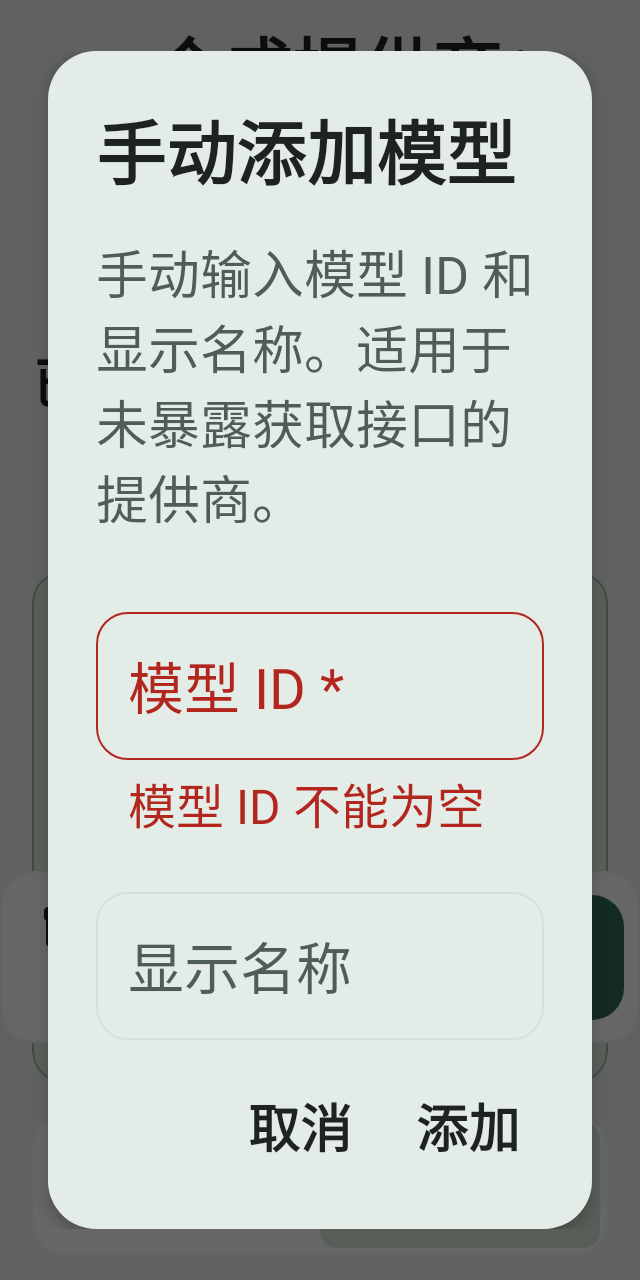 手动添加模型
手动输入模型 ID 和
显示名称。适用于
未暴露获取接口的
提供商。
模型 ID *
模型 ID 不能为空
显示名称
取消 添加